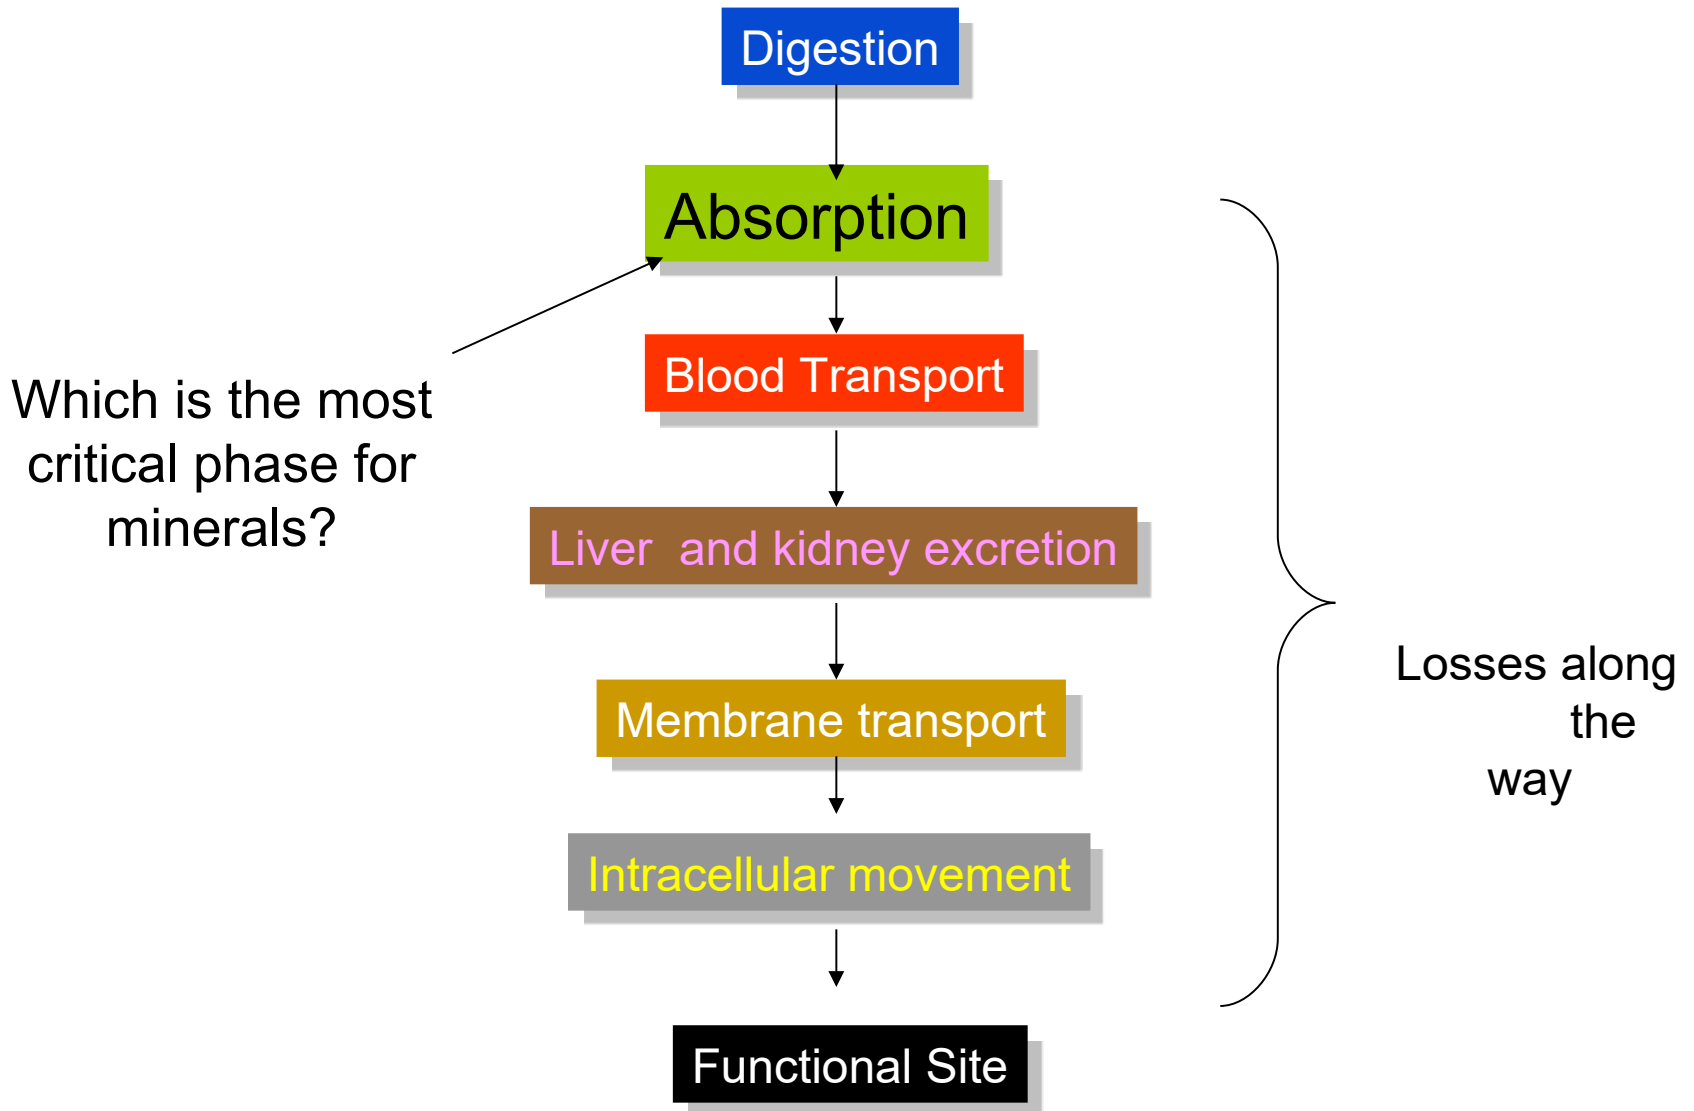 Digestion
Absorption
Blood Transport
Which is the most
critical phase for
minerals?
Liver  and kidney excretion
Membrane transport
Losses along
the
way
Intracellular movement
Functional Site